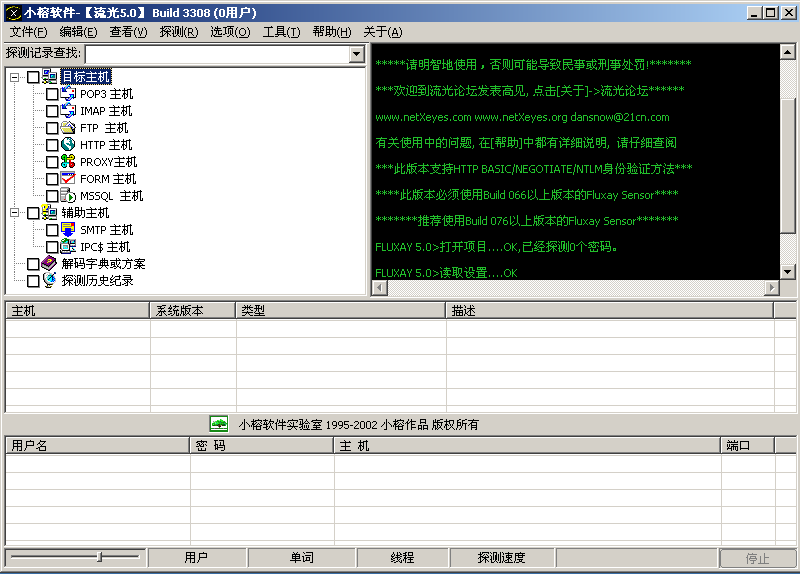 小榕软件-【流光5.0】 Build 3308 (0用户)
文件(F) 编辑(E) 查看(V) 探测(R) 选项(O) 工具(T) 帮助(H) 关于(A)
探测记录查找:
目标主机
POP3 主机
IMAP 主机
FTP 主机
HTTP 主机
PROXY主机
FORM 主机
MSSQL 主机
辅助主机
SMTP 主机
IPC$ 主机
解码字典或方案
探测历史纪录
*****请明智地使用，否则可能导致民事或刑事处罚!*******
***欢迎到流光论坛发表高见, 点击[关于]->流光论坛******
www.netXeyes.com www.netXeyes.org dansnow@21cn.com
有关使用中的问题, 在[帮助]中都有详细说明, 请仔细查阅
***此版本支持HTTP BASIC/NEGOTIATE/NTLM身份验证方法***
****此版本必须使用Build 066以上版本的Fluxay Sensor****
*******推荐使用Build 076以上版本的Fluxay Sensor*******
FLUXAY 5.0>打开项目....OK,已经探测0个密码。
FLUXAY 5.0>读取设置....OK
主机 系统版本 类型 描述
小榕软件实验室 1995-2002 小榕作品 版权所有
用户名 密 码 主 机 端口
用户 单词 线程 探测速度 停止